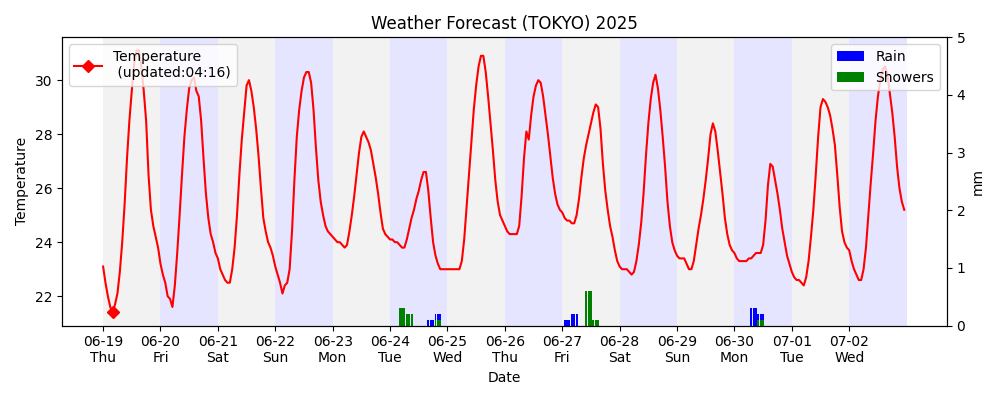 Weather Forecast (TOKYO) 2025
Temperature
(updated:04:16)
Rain
Showers
Temperature
30
28
26
24
22
5
4
3
2
1
0
mm
06-19 06-20 06-21 06-22 06-23 06-24 06-25 06-26 06-27 06-28 06-29 06-30 07-01 07-02
Thu Fri Sat Sun Mon Tue Wed Thu Fri Sat Sun Mon Tue Wed
Date